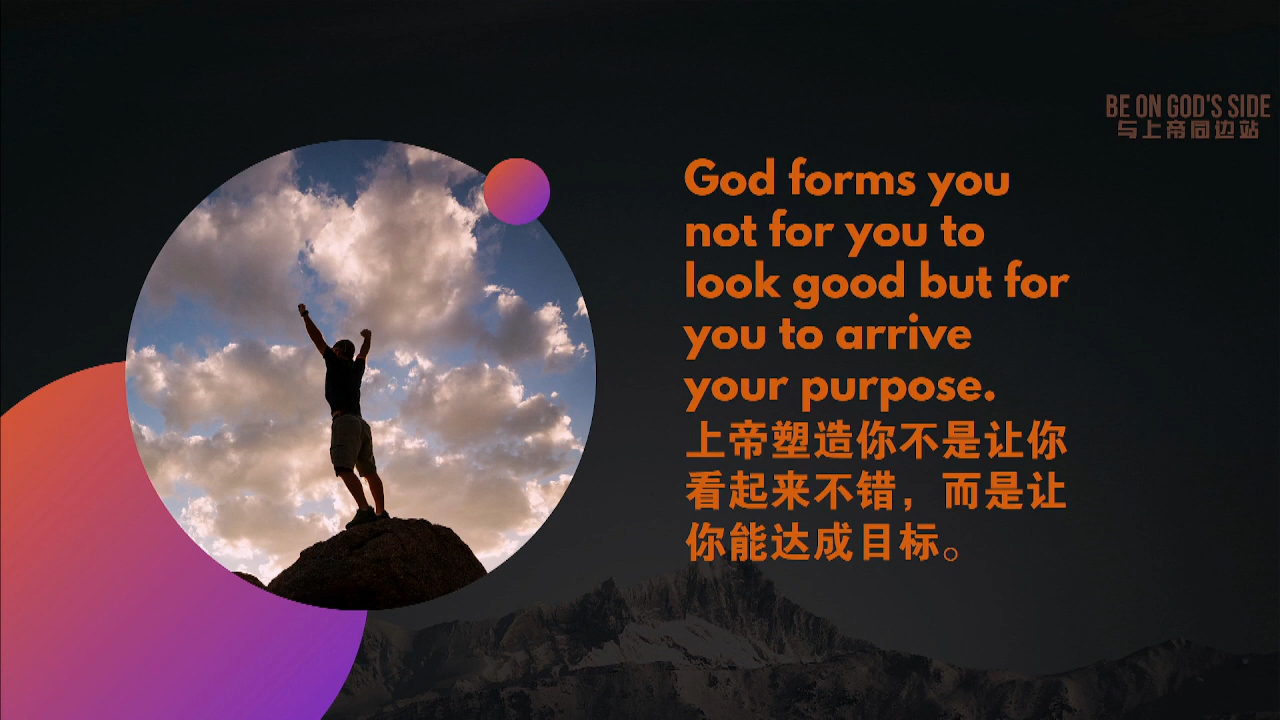 BE ON GOD'S SIDE
与上帝同边站
God forms you
not for you to
look good but for
you to arrive
your purpose.
上帝塑造你不是让你
看起来不错，而是让
你能达成目标。